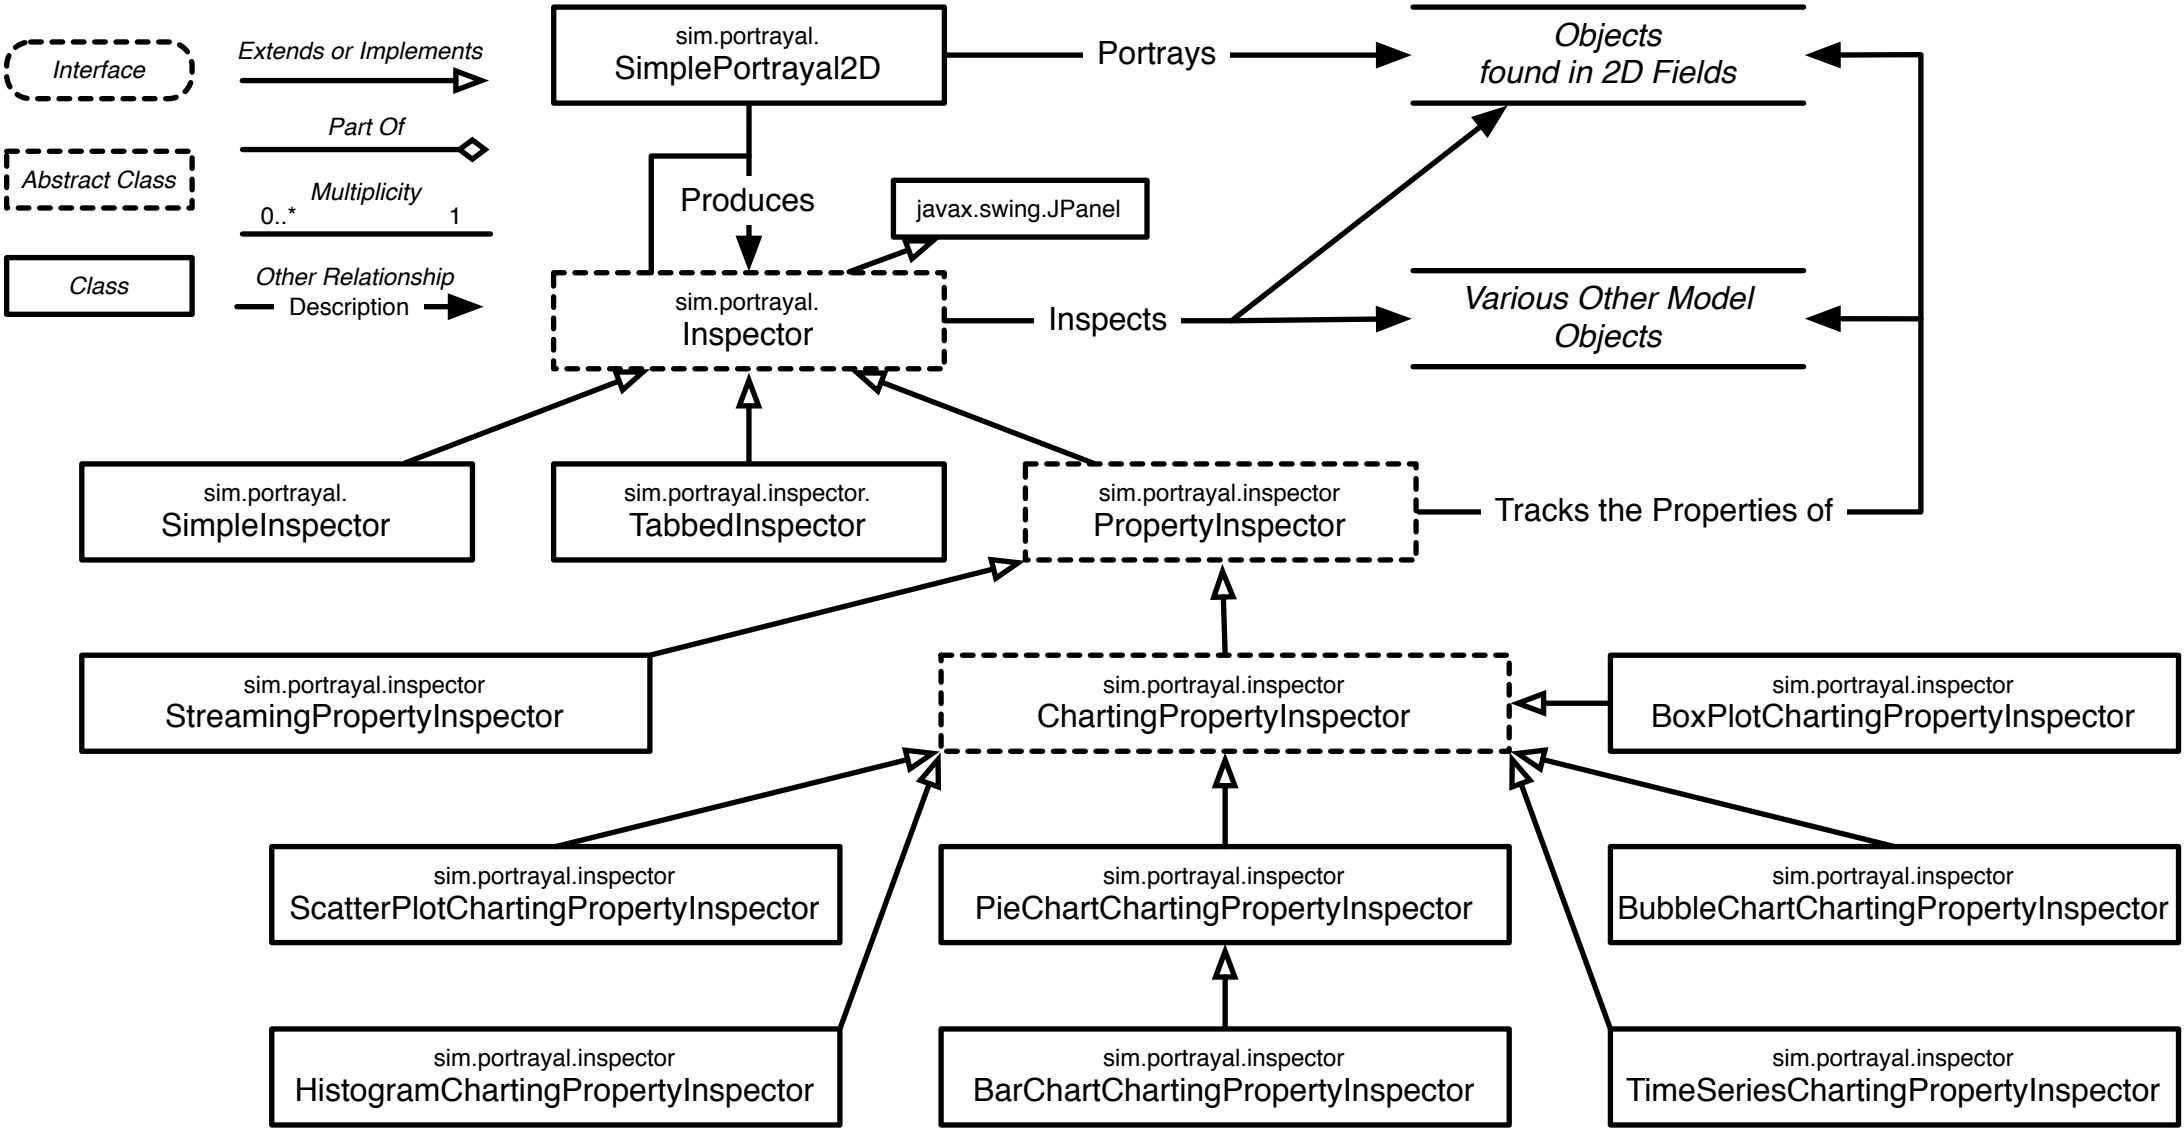 Interface
Abstract Class
Class
Extends or Implements
Part Of
Multiplicity
0..* 1
Other Relationship
Description
sim.portrayal.
SimplePortrayal2D
Portrays
Objects
found in 2D Fields
Produces
javax.swing.JPanel
sim.portrayal.
Inspector
Inspects
Various Other Model
Objects
sim.portrayal.
SimpleInspector
sim.portrayal.inspector.
TabbedInspector
sim.portrayal.inspector
PropertyInspector
Tracks the Properties of
sim.portrayal.inspector
StreamingPropertyInspector
sim.portrayal.inspector
ChartingPropertyInspector
sim.portrayal.inspector
BoxPlotChartingPropertyInspector
sim.portrayal.inspector
ScatterPlotChartingPropertyInspector
sim.portrayal.inspector
PieChartChartingPropertyInspector
sim.portrayal.inspector
BubbleChartChartingPropertyInspector
sim.portrayal.inspector
HistogramChartingPropertyInspector
sim.portrayal.inspector
BarChartChartingPropertyInspector
sim.portrayal.inspector
TimeSeriesChartingPropertyInspector